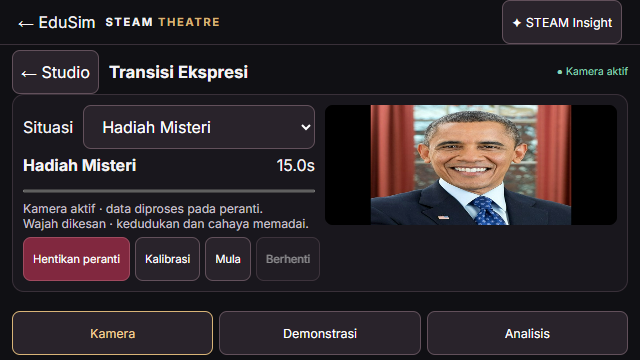 ← EduSim STEAM THEATRE
✦ STEAM Insight
← Studio Transisi Ekspresi
● Kamera aktif
Situasi Hadiah Misteri
Hadiah Misteri 15.0s
Kamera aktif · data diproses pada peranti.
Wajah dikesan · kedudukan dan cahaya memadai.
Hentikan peranti Kalibrasi Mula Berhenti
Kamera Demonstrasi Analisis